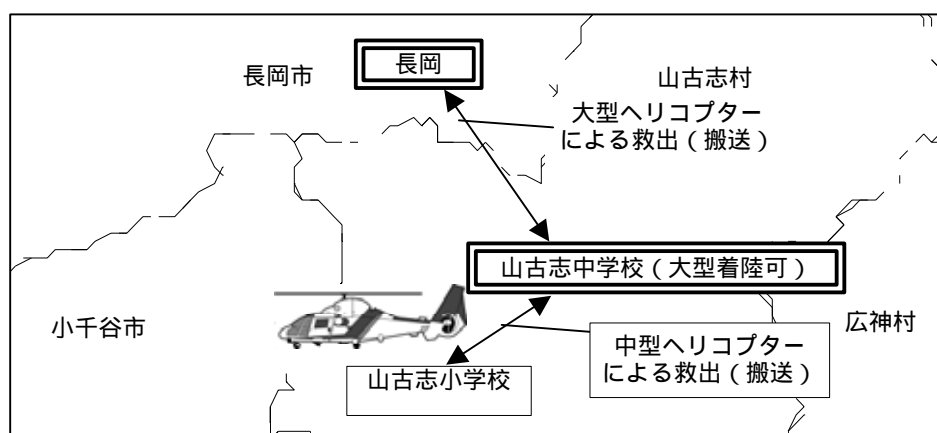 長岡
長岡市
山古志村
大型ヘリコプター
による救出（搬送）
山古志中学校（大型着陸可）
小千谷市
広神村
中型ヘリコプター
による救出（搬送）
山古志小学校